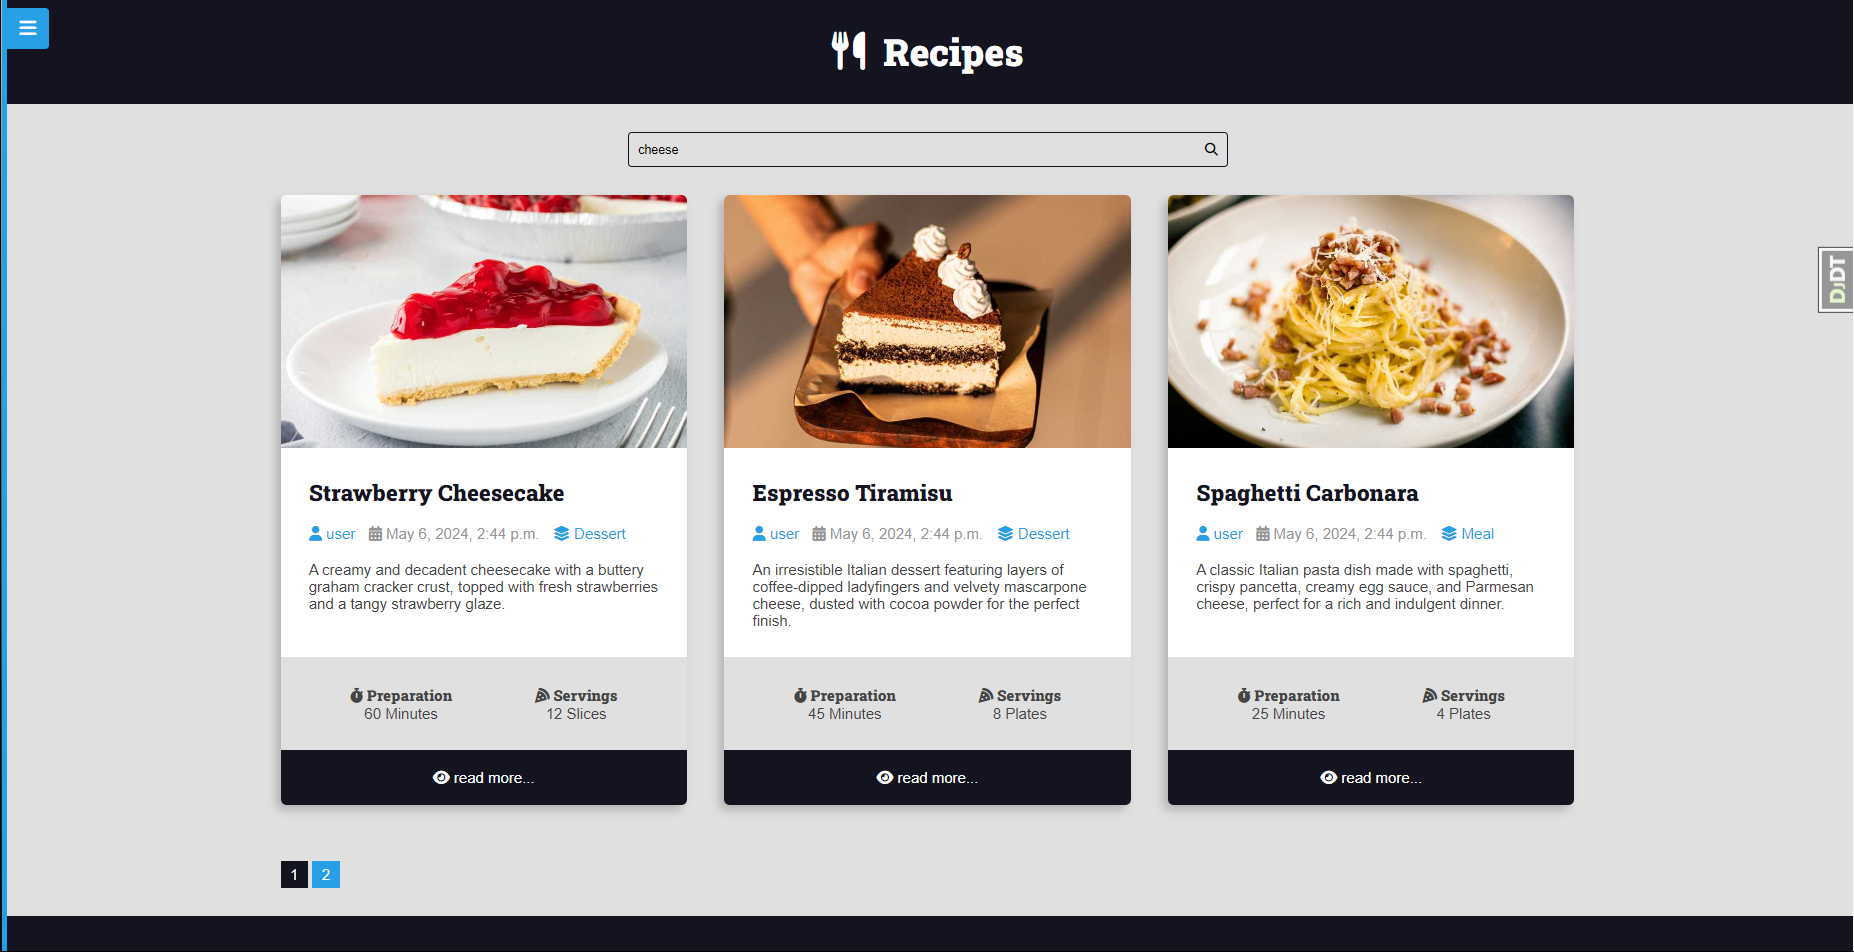 Recipes
cheese
Strawberry Cheesecake
user May 6, 2024, 2:44 p.m. Dessert
A creamy and decadent cheesecake with a buttery
graham cracker crust, topped with fresh strawberries
and a tangy strawberry glaze.
Preparation Servings
60 Minutes 12 Slices
read more...
Espresso Tiramisu
user May 6, 2024, 2:44 p.m. Dessert
An irresistible Italian dessert featuring layers of
coffee-dipped ladyfingers and velvety mascarpone
cheese, dusted with cocoa powder for the perfect
finish.
Preparation Servings
45 Minutes 8 Plates
read more...
Spaghetti Carbonara
user May 6, 2024, 2:44 p.m. Meal
A classic Italian pasta dish made with spaghetti,
crispy pancetta, creamy egg sauce, and Parmesan
cheese, perfect for a rich and indulgent dinner.
Preparation Servings
25 Minutes 4 Plates
read more...
DJDT
1 2